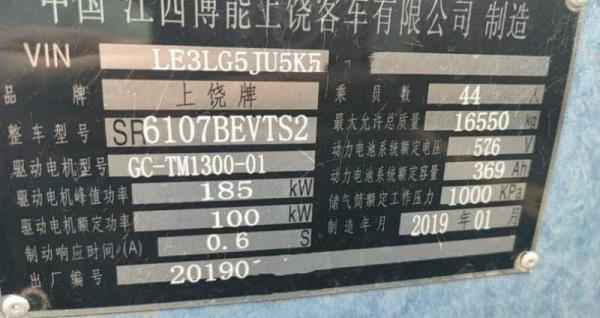 中国 江西博能上饶客车有限公司 制造
VIN LE3LG5JU5K5
品牌 上饶牌 乘员数 44 人
整车型号 SR6107BEVTS2 最大允许总质量 16550 kg
驱动电机型号 GC-TM1300-01 动力电池系统额定电压 576 V
驱动电机峰值功率 185 kW 动力电池系统额定容量 369 Ah
驱动电机额定功率 100 kW 储气筒额定工作压力 1000 KPa
制动响应时间(A) 0.6 S 制造年月 2019 年 01 月
出厂编号 20190